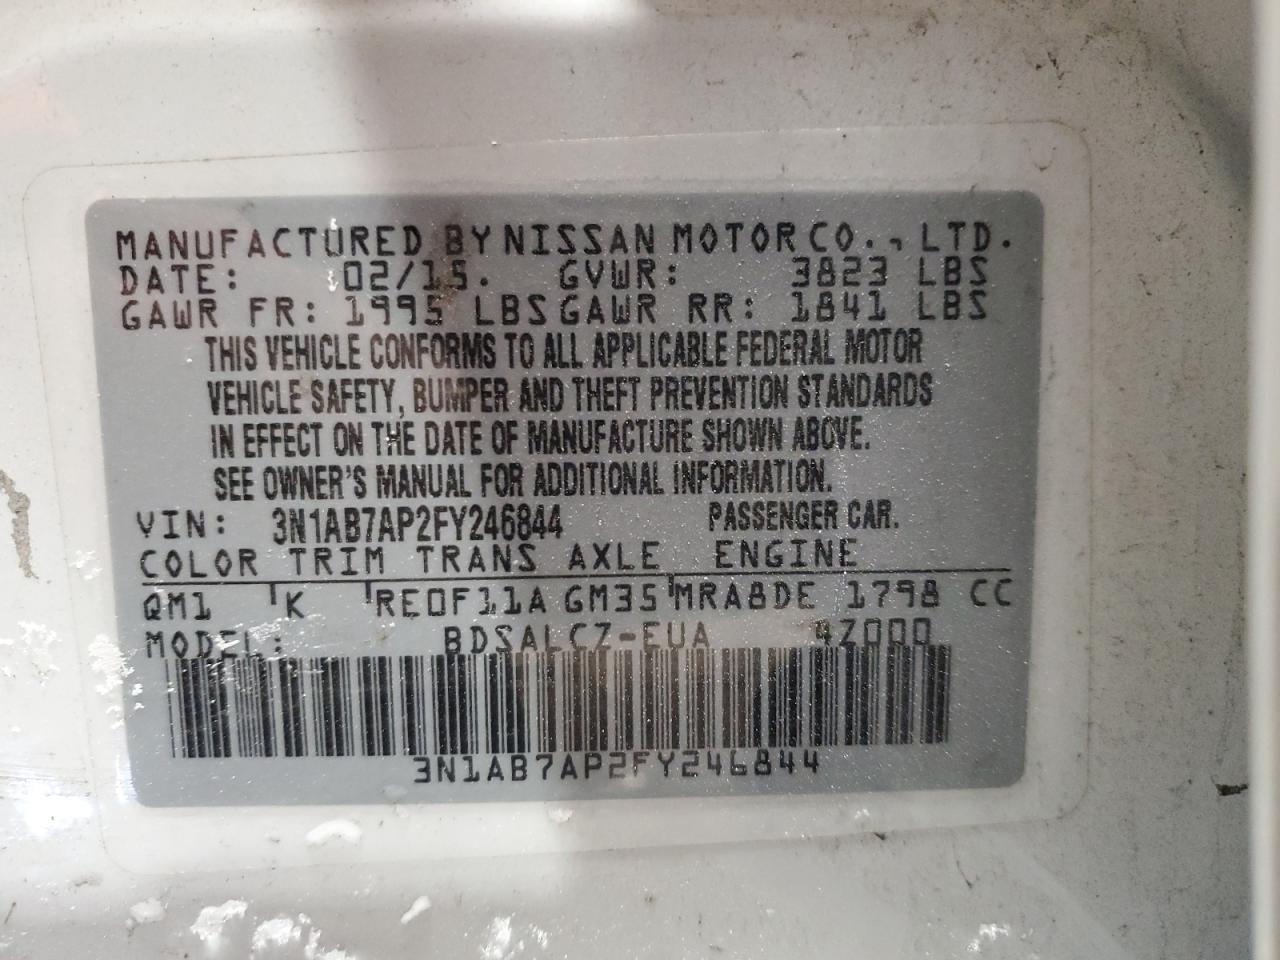 MANUFACTURED BY NISSAN MOTOR CO., LTD.
DATE: 02/15. GVWR: 3823 LBS
GAWR FR: 1995 LBS GAWR RR: 1841 LBS
THIS VEHICLE CONFORMS TO ALL APPLICABLE FEDERAL MOTOR
VEHICLE SAFETY, BUMPER AND THEFT PREVENTION STANDARDS
IN EFFECT ON THE DATE OF MANUFACTURE SHOWN ABOVE.
SEE OWNER'S MANUAL FOR ADDITIONAL INFORMATION.
VIN: 3N1AB7AP2FY246844 PASSENGER CAR.
COLOR TRIM TRANS AXLE ENGINE
QM1 K RE0F11A GM35 MRA8DE 1798 CC
MODEL: BDSALCZ-EUA 4Z000
3N1AB7AP2FY246844